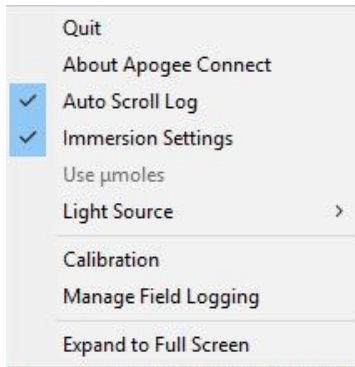 Quit
About Apogee Connect
Auto Scroll Log
Immersion Settings
Use µmoles
Light Source
Calibration
Manage Field Logging
Expand to Full Screen